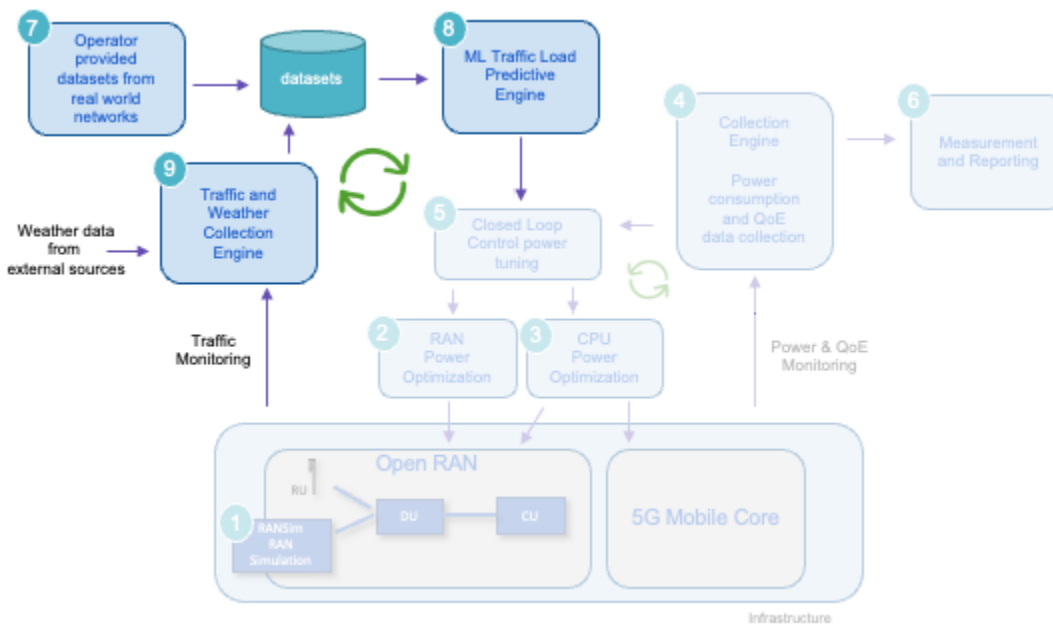 7
Operator
provided
datasets from
real world
networks
datasets
8
ML Traffic Load
Predictive
Engine
4
Collection
Engine
Power
consumption
and QoE
data collection
6
Measurement
and Reporting
9
Traffic and
Weather
Collection
Engine
Weather data
from
external sources
5
Closed Loop
Control power
tuning
Traffic
Monitoring
2
RAN
Power
Optimization
3
CPU
Power
Optimization
Power & QoE
Monitoring
Open RAN
RU
DU
CU
1
RANSim
RAN
Simulation
5G Mobile Core
Infrastructure